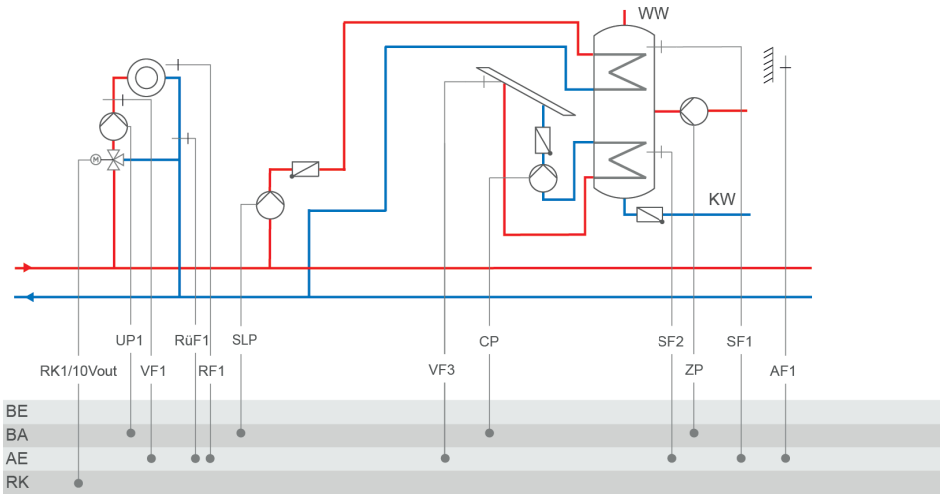 WW
M
KW
UP1
RüF1
SLP
CP
SF2
SF1
RK1/10Vout
VF1
RF1
VF3
ZP
AF1
BE
BA
AE
RK